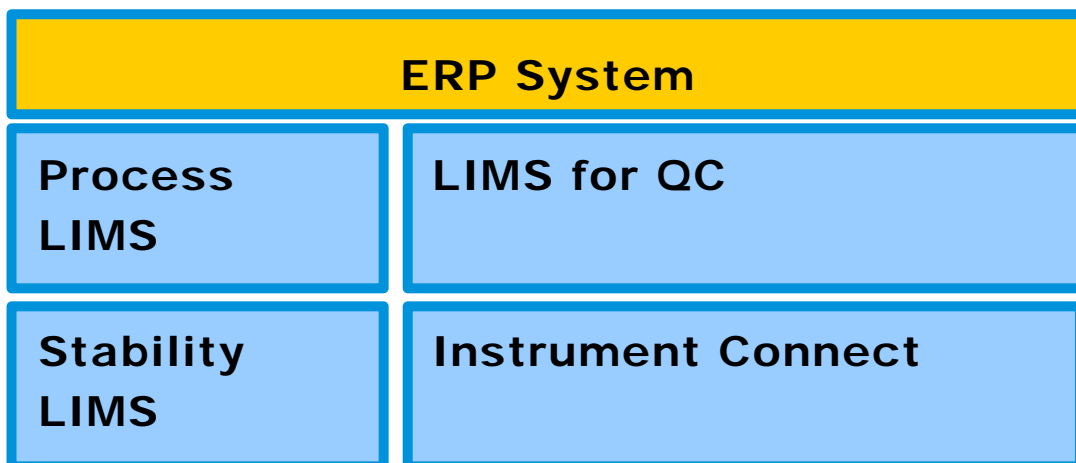 ERP System
Process
LIMS
LIMS for QC
Stability
LIMS
Instrument Connect